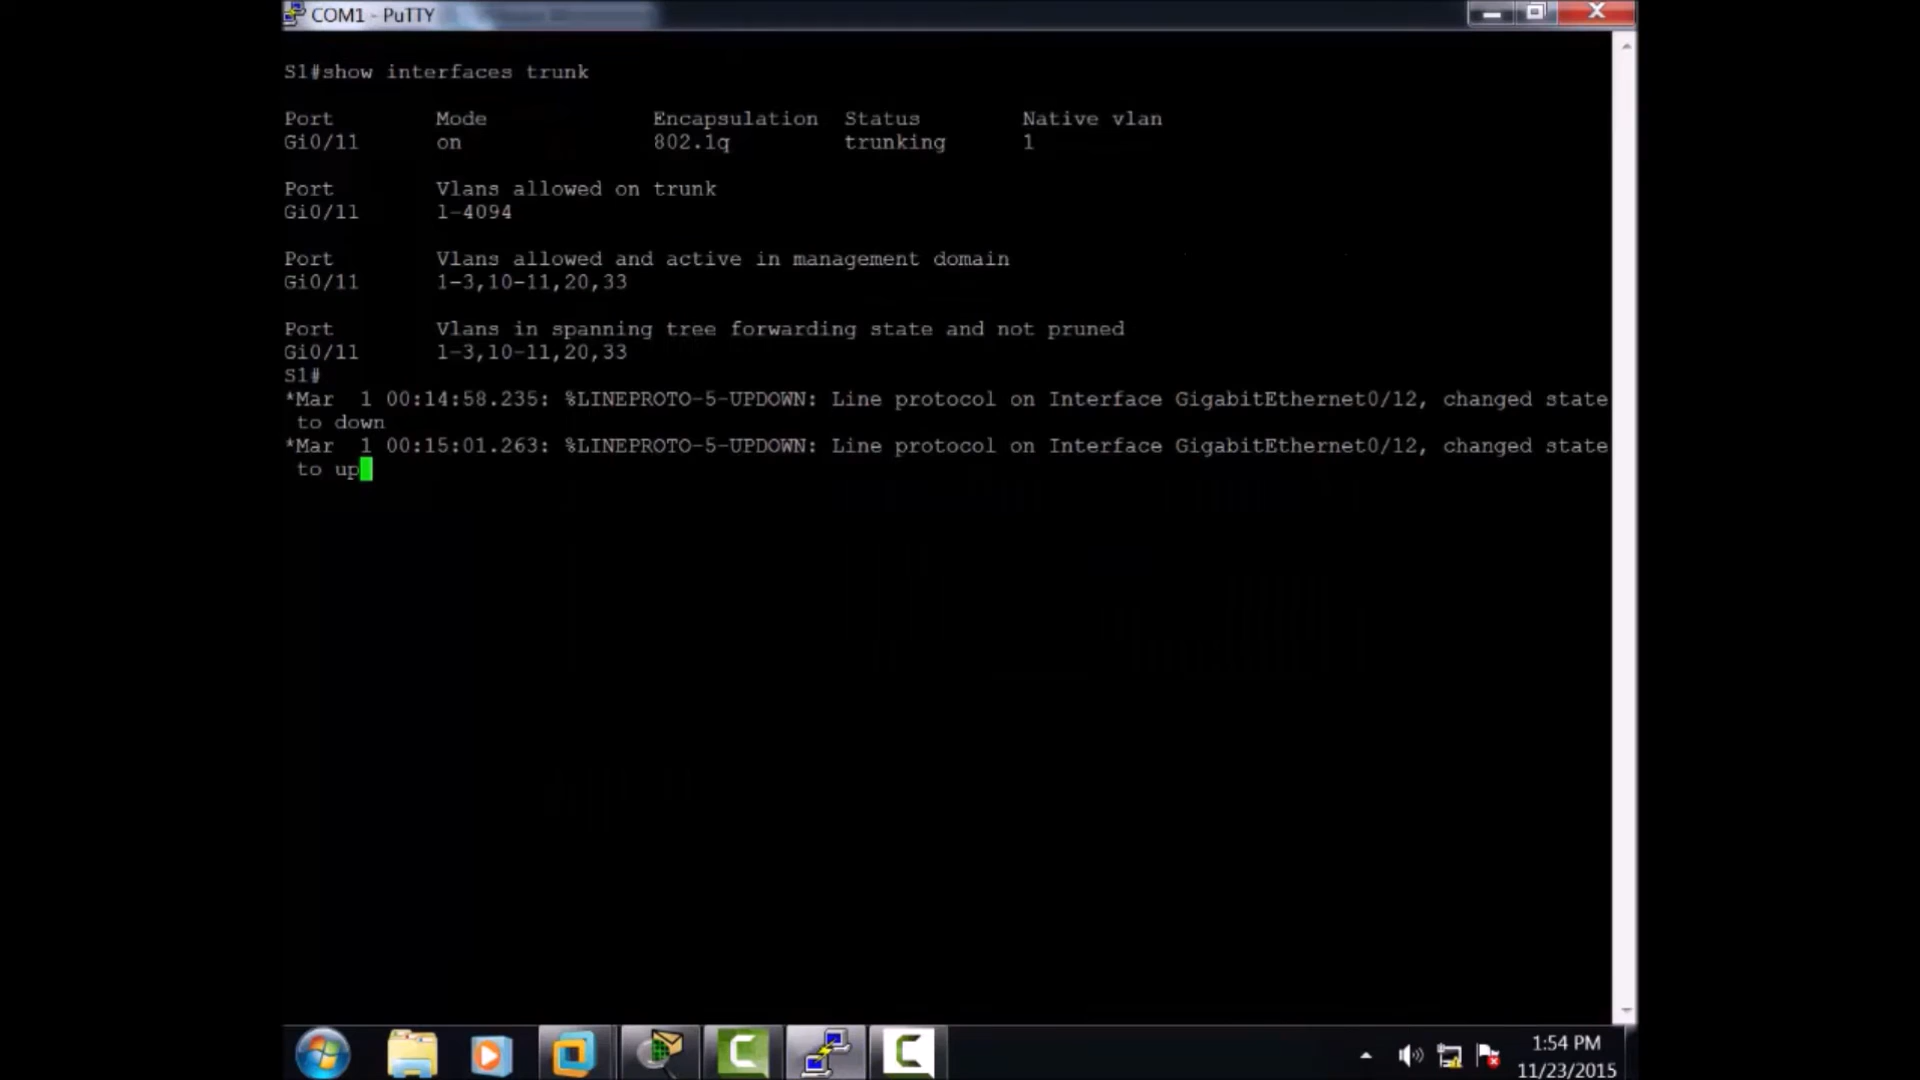 COM1 - PuTTY
S1#show interfaces trunk
Port Mode Encapsulation Status Native vlan
Gi0/11 on 802.1q trunking 1
Port Vlans allowed on trunk
Gi0/11 1-4094
Port Vlans allowed and active in management domain
Gi0/11 1-3,10-11,20,33
Port Vlans in spanning tree forwarding state and not pruned
Gi0/11 1-3,10-11,20,33
S1#
*Mar 1 00:14:58.235: %LINEPROTO-5-UPDOWN: Line protocol on Interface GigabitEthernet0/12, changed state
to down
*Mar 1 00:15:01.263: %LINEPROTO-5-UPDOWN: Line protocol on Interface GigabitEthernet0/12, changed state
to up
1:54 PM
11/23/2015